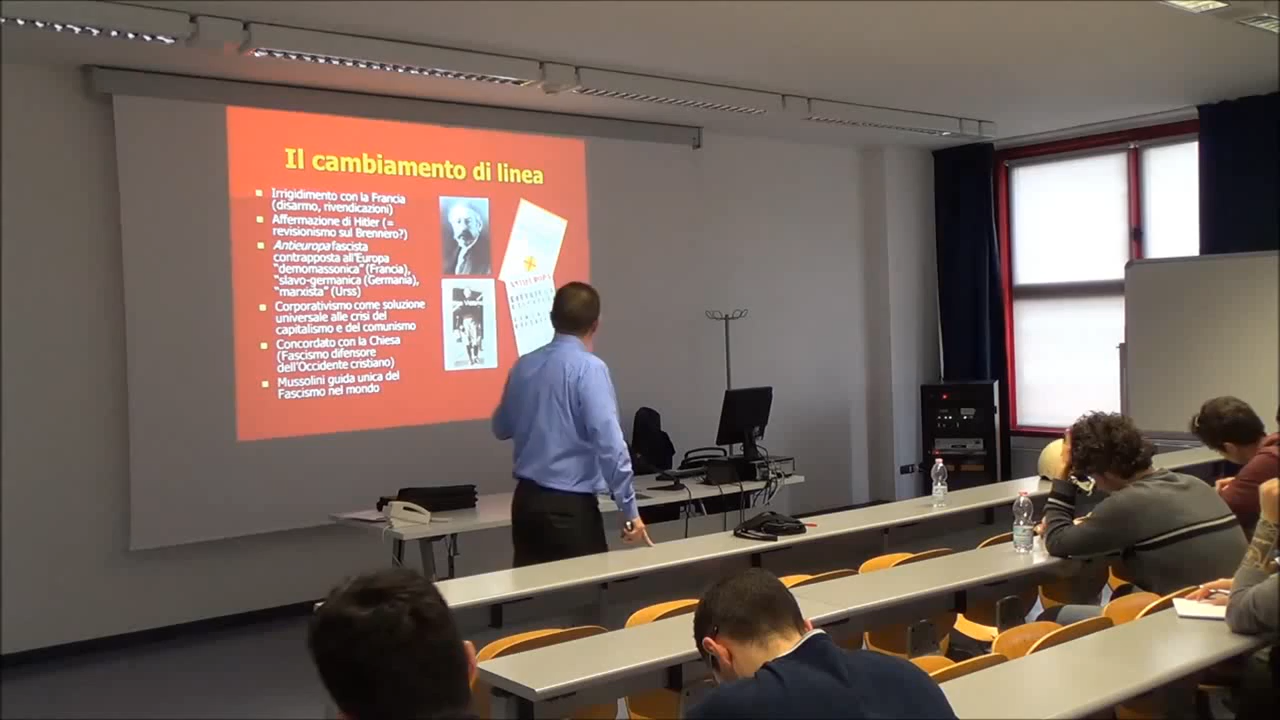 Il cambiamento di linea
Irrigidimento con la Francia
(disarmo, rivendicazioni)
Affermazione di Hitler (=
revisionismo sul Brennero?)
Antieuropa fascista
contrapposta all'Europa
"demomassonica" (Francia),
"slavo-germanica (Germania),
"marxista" (Urss)
Corporativismo come soluzione
universale alle crisi del
capitalismo e del comunismo
Concordato con la Chiesa
(Fascismo difensore
dell'Occidente cristiano)
Mussolini guida unica del
Fascismo nel mondo